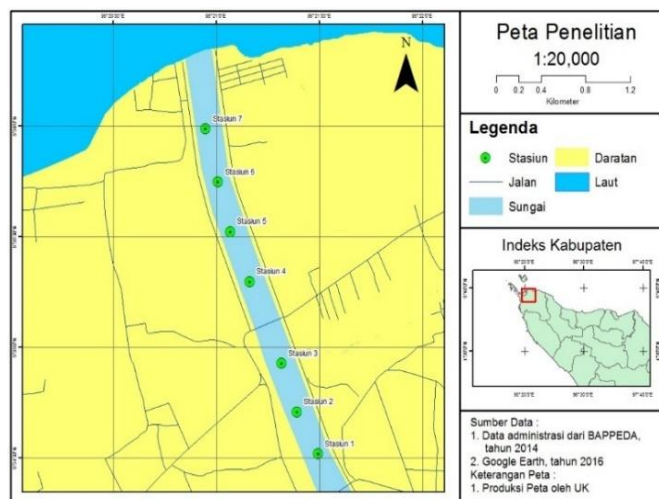 Peta Penelitian
1:20,000
0 0.2 0.4 0.8 1.2
Kilometer
Legenda
Stasiun
Daratan
Jalan
Laut
Sungai
Indeks Kabupaten
Sumber Data :
1. Data administrasi dari BAPPEDA,
tahun 2014
2. Google Earth, tahun 2016
Keterangan Peta :
1. Produksi Peta oleh UK
N
Stasiun 7
Stasiun 6
Stasiun 5
Stasiun 4
Stasiun 3
Stasiun 2
Stasiun 1